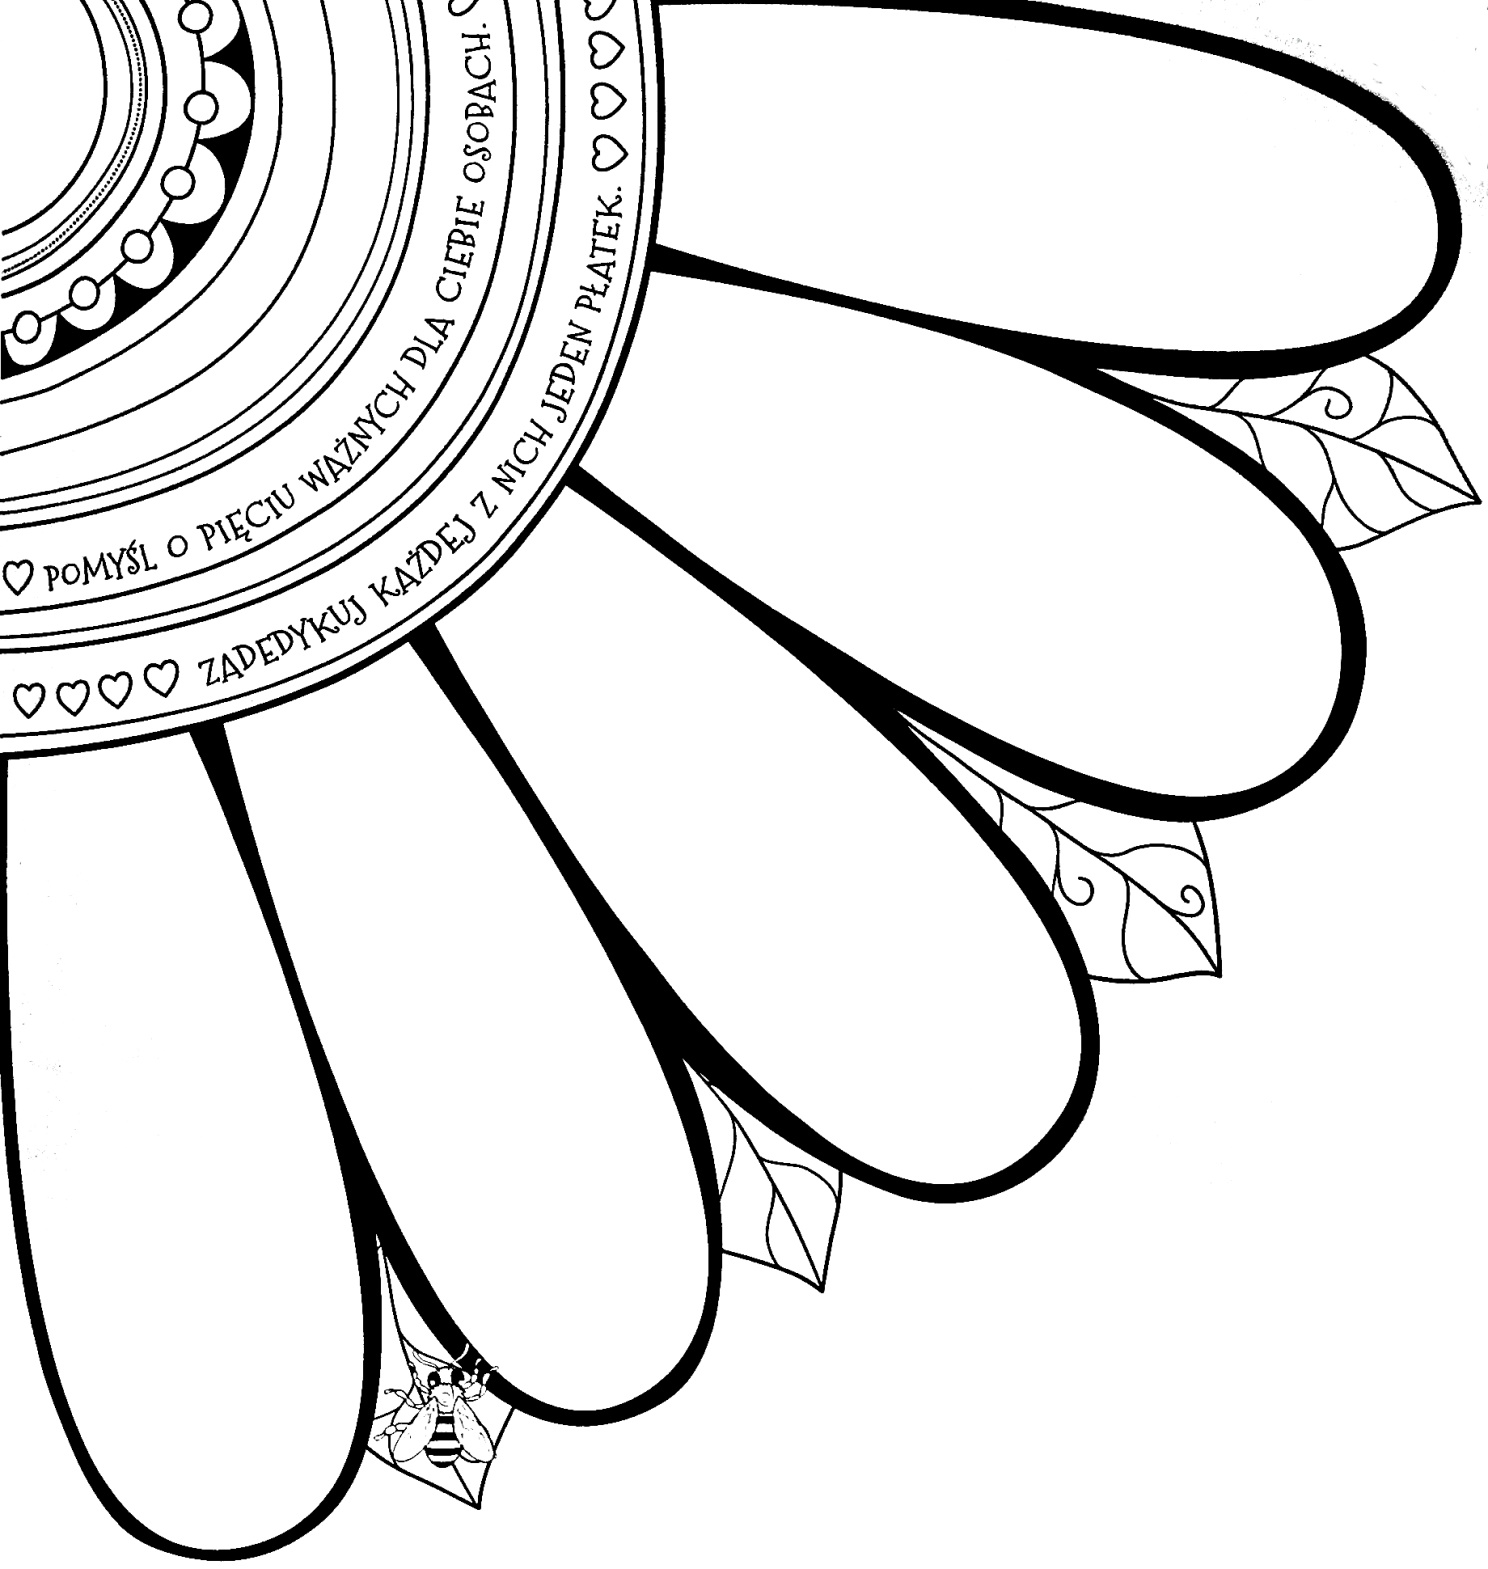 POMYŚL O PIĘCIU WAŻNYCH DLA CIEBIE OSOBACH.
ZADEDYKUJ KAŻDEJ Z NICH JEDEN PŁATEK.